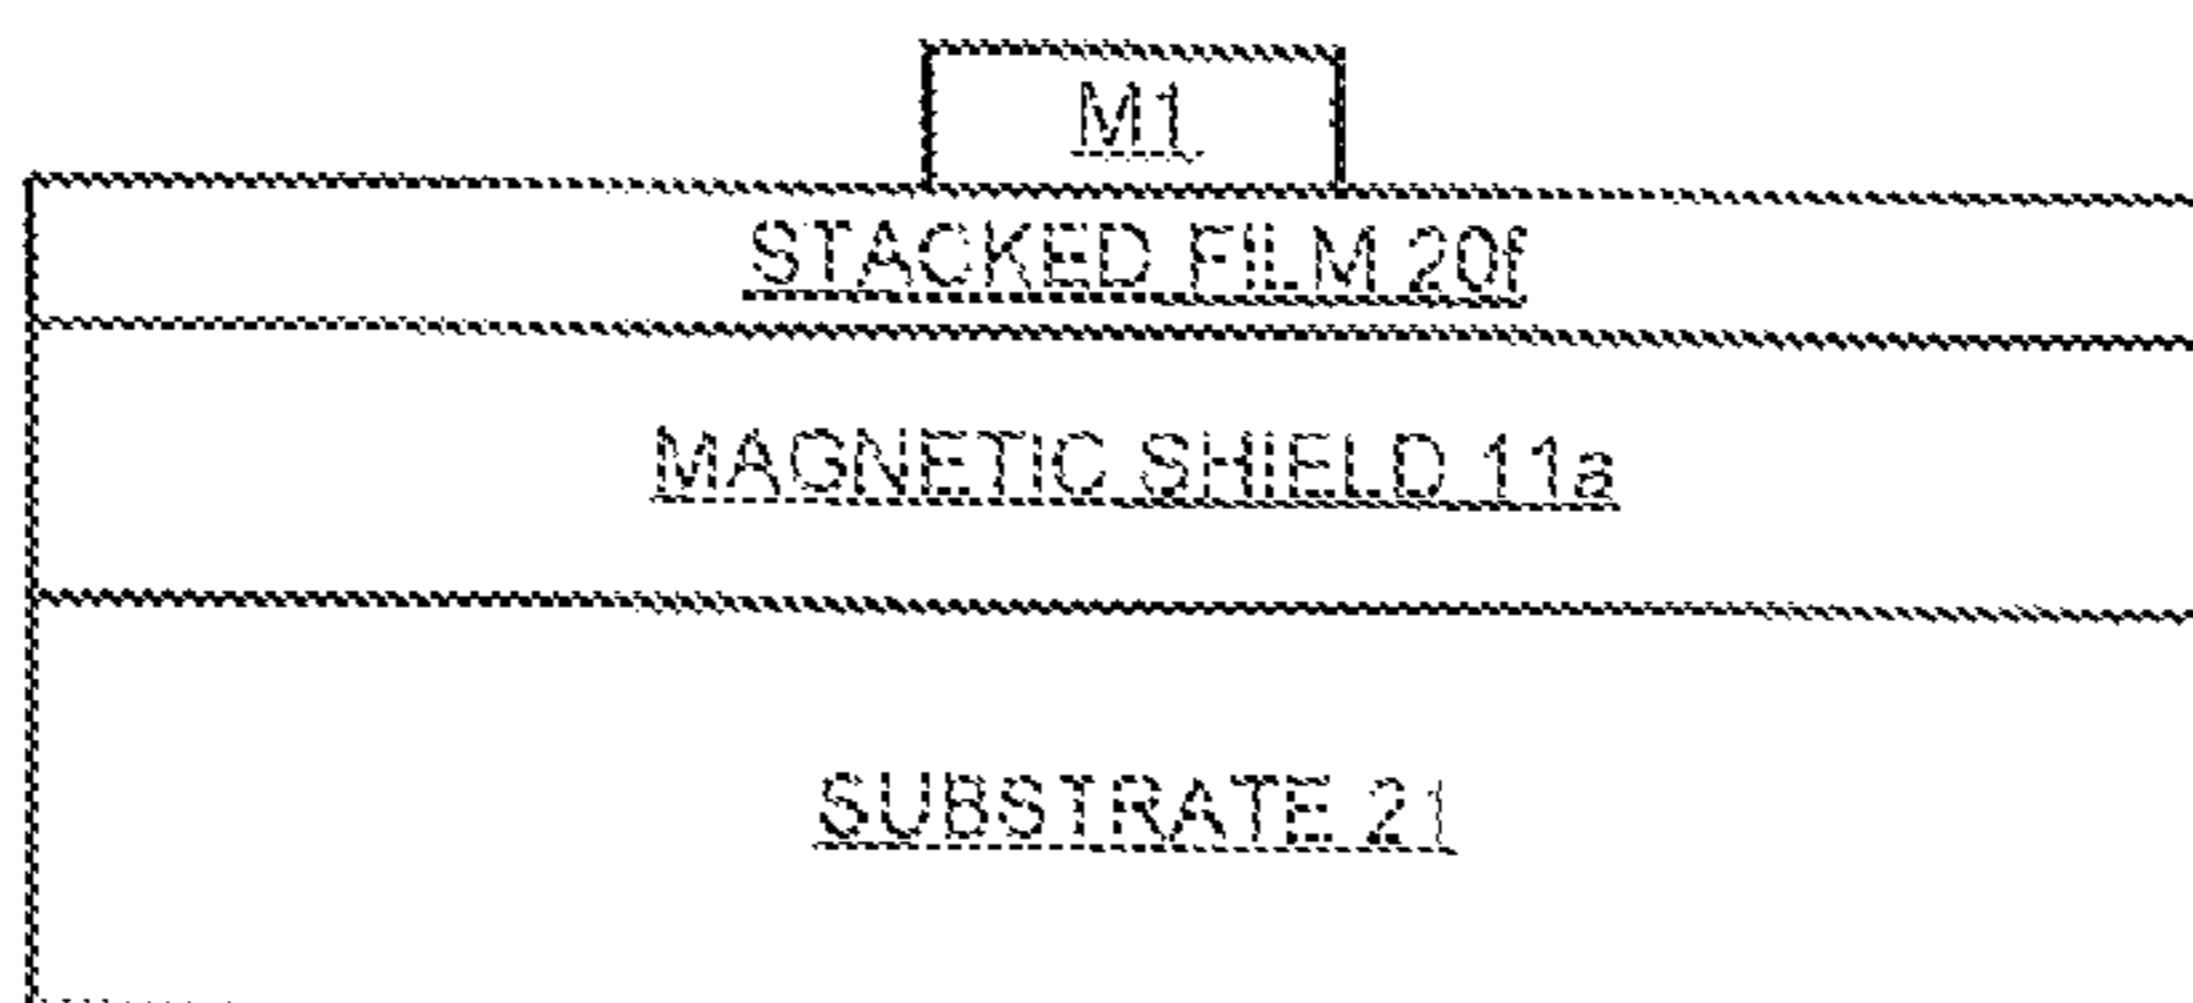 M1
STACKED FILM 20f
MAGNETIC SHIELD 11a
SUBSTRATE 21